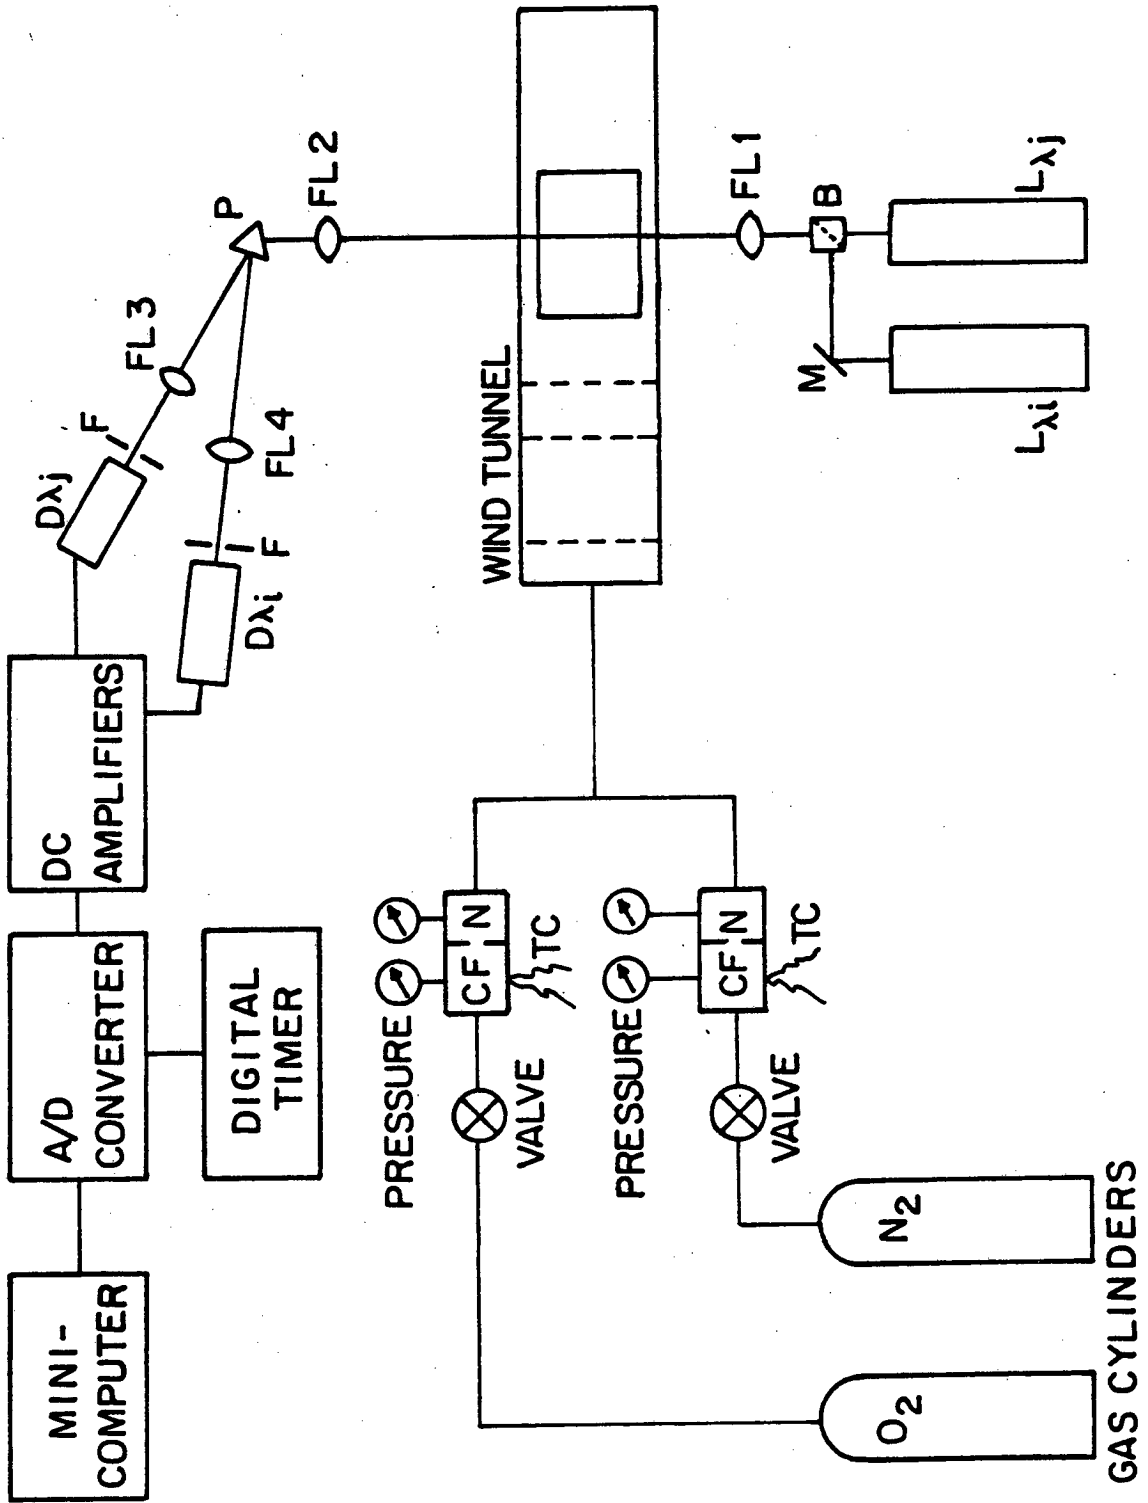 MINI-
COMPUTER
A/D
CONVERTER
DC
AMPLIFIERS
DIGITAL
TIMER
Dλj
F
FL3
P
Dλi
F
FL4
FL2
PRESSURE
CF
N
TC
VALVE
WIND TUNNEL
PRESSURE
CF
N
TC
VALVE
FL1
M
B
O2
N2
Lλi
Lλj
GAS CYLINDERS